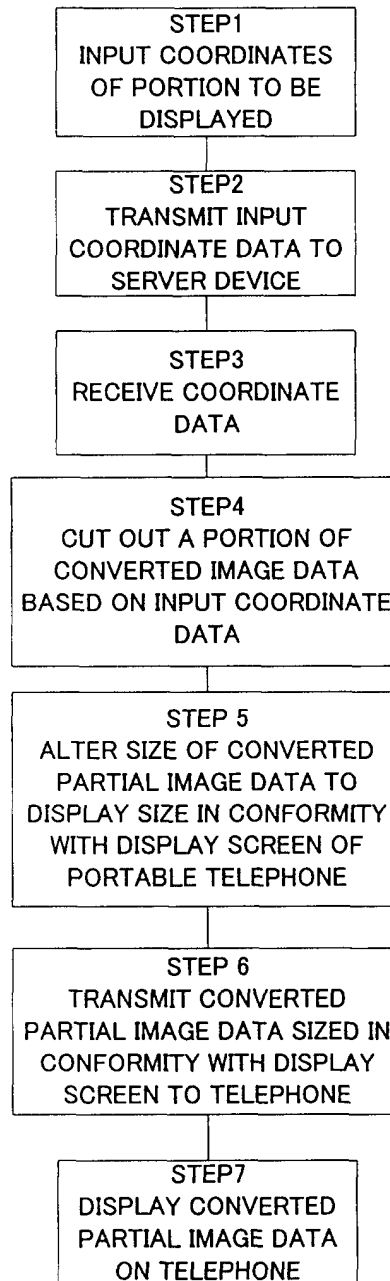 STEP1
INPUT COORDINATES
OF PORTION TO BE
DISPLAYED
STEP2
TRANSMIT INPUT
COORDINATE DATA TO
SERVER DEVICE
STEP3
RECEIVE COORDINATE
DATA
STEP4
CUT OUT A PORTION OF
CONVERTED IMAGE DATA
BASED ON INPUT COORDINATE
DATA
STEP 5
ALTER SIZE OF CONVERTED
PARTIAL IMAGE DATA TO
DISPLAY SIZE IN CONFORMITY
WITH DISPLAY SCREEN OF
PORTABLE TELEPHONE
STEP 6
TRANSMIT CONVERTED
PARTIAL IMAGE DATA SIZED IN
CONFORMITY WITH DISPLAY
SCREEN TO TELEPHONE
STEP7
DISPLAY CONVERTED
PARTIAL IMAGE DATA
ON TELEPHONE